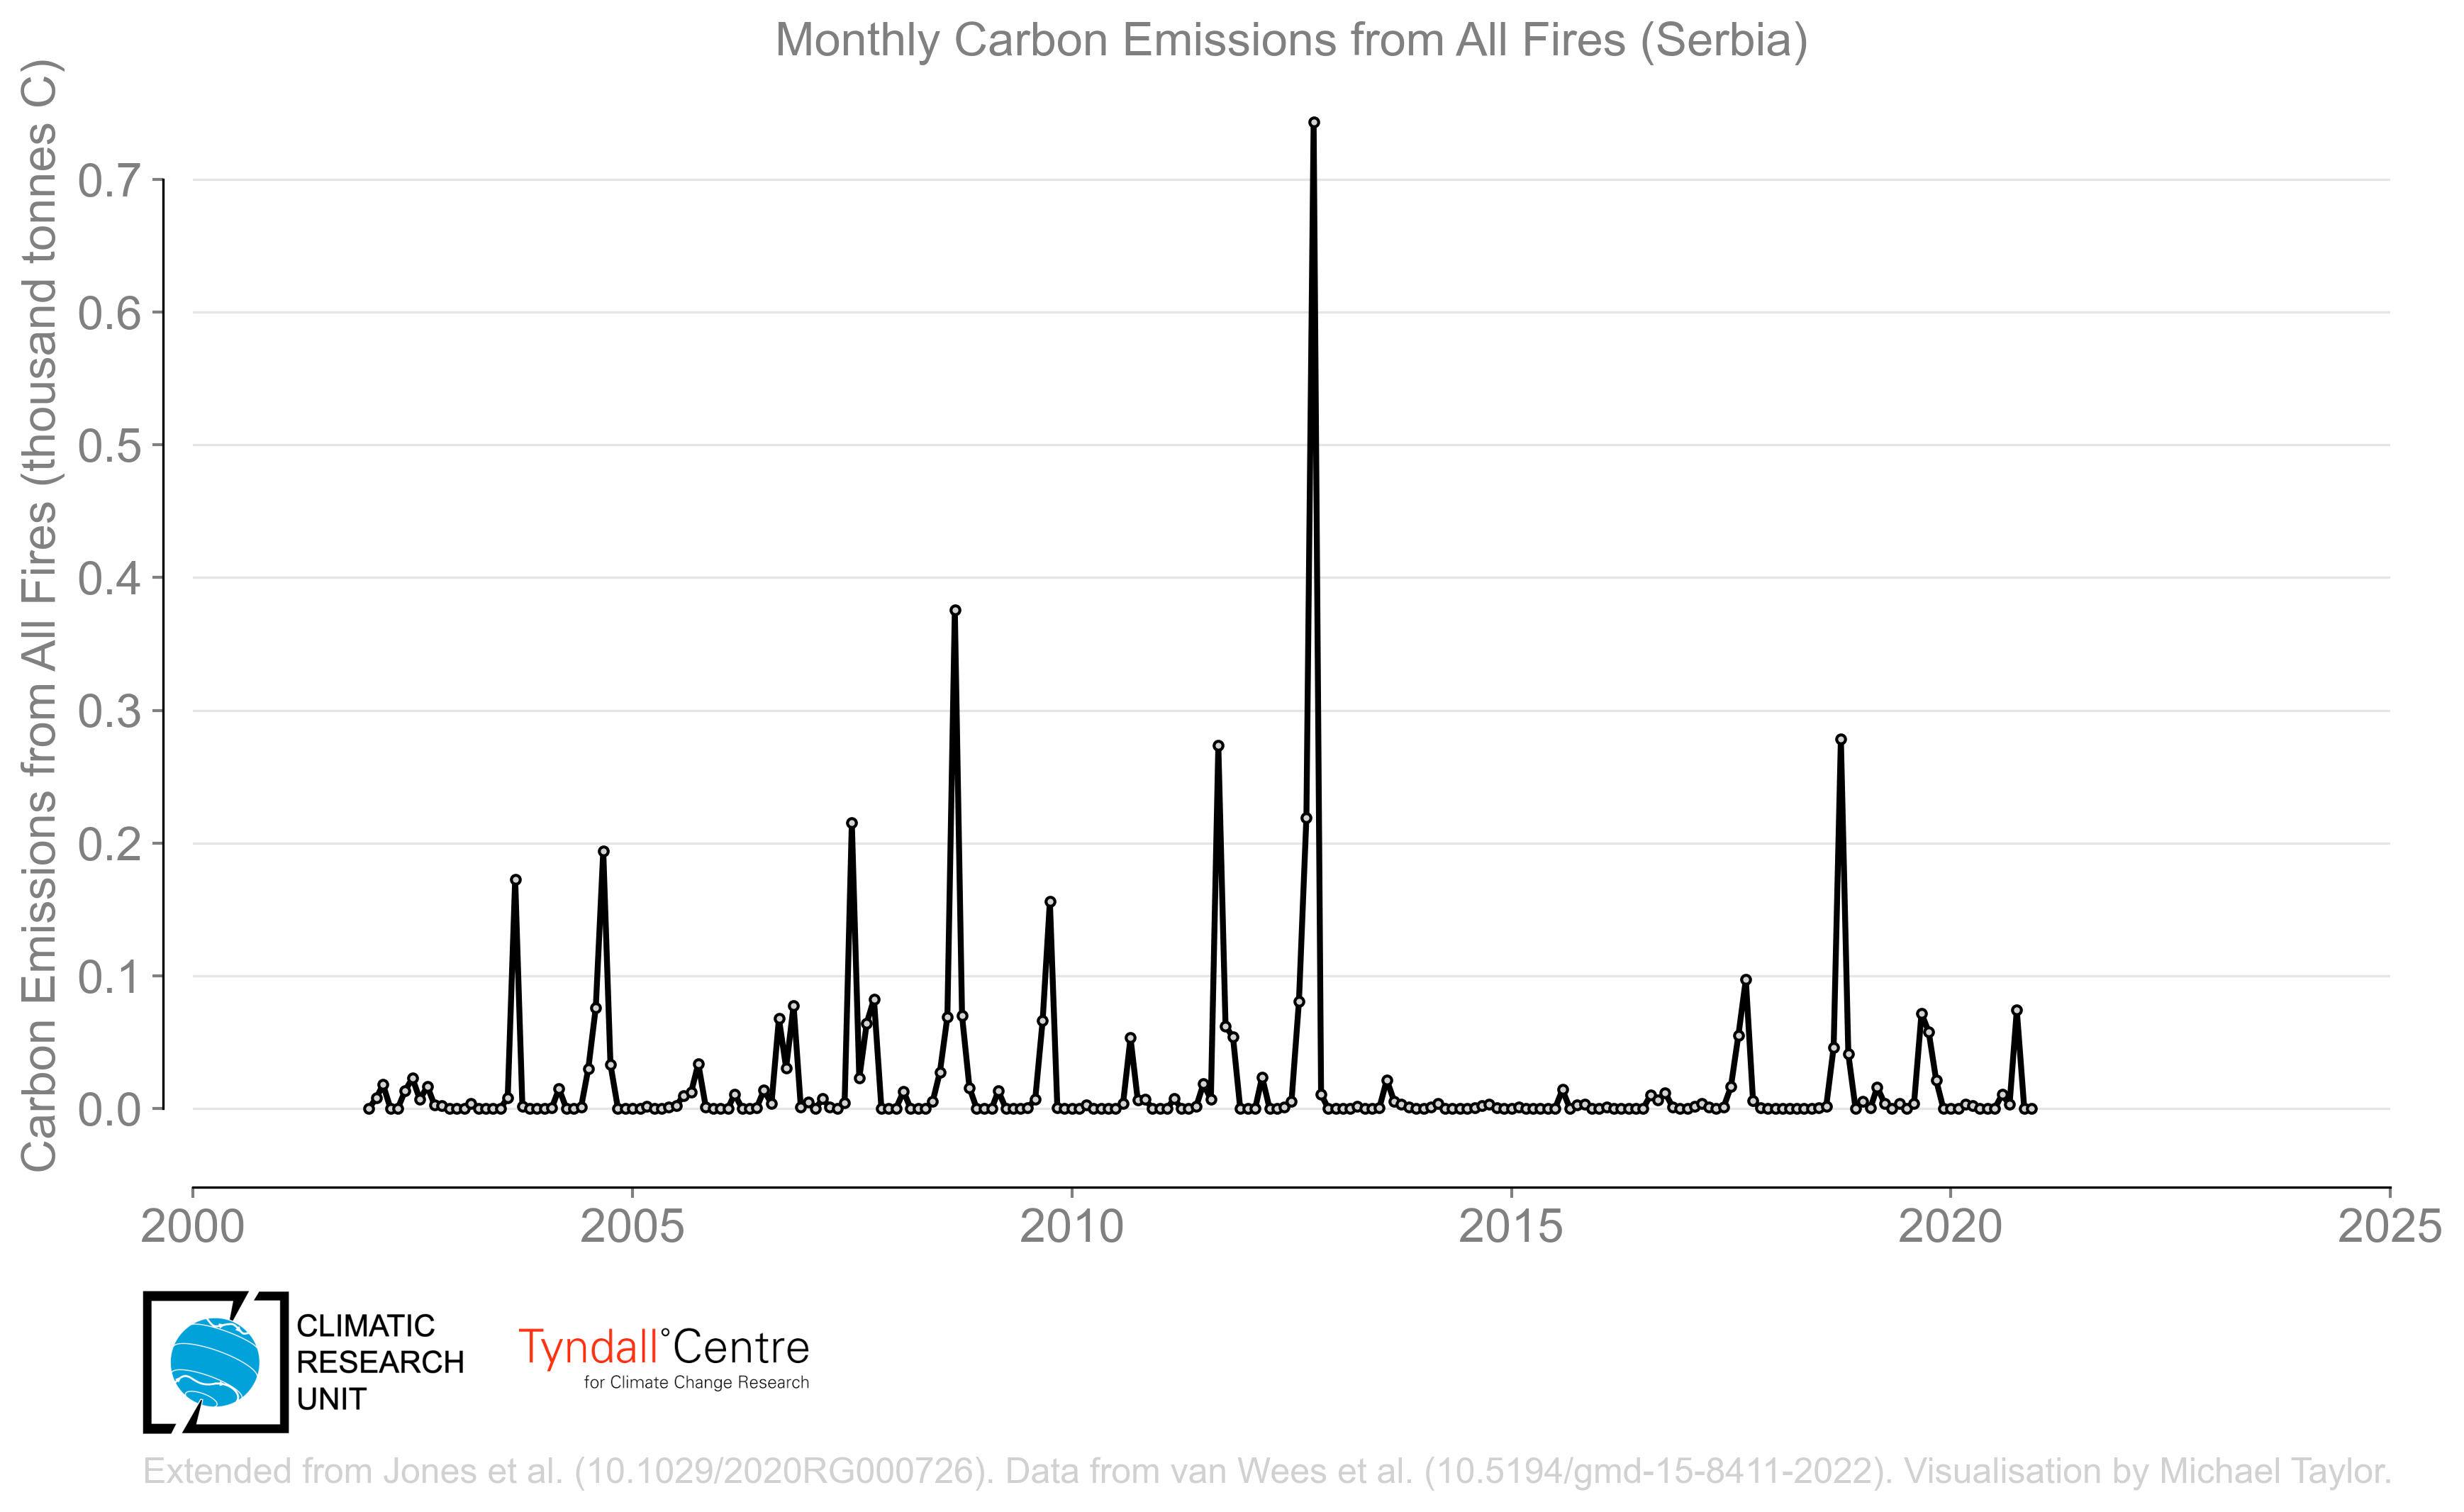 Monthly Carbon Emissions from All Fires (Serbia)
Carbon Emissions from All Fires (thousand tonnes C)
0.7
0.6
0.5
0.4
0.3
0.2
0.1
0.0
2000 2005 2010 2015 2020 2025
CLIMATIC
RESEARCH
UNIT
Tyndall°Centre
for Climate Change Research
Extended from Jones et al. (10.1029/2020RG000726). Data from van Wees et al. (10.5194/gmd-15-8411-2022). Visualisation by Michael Taylor.